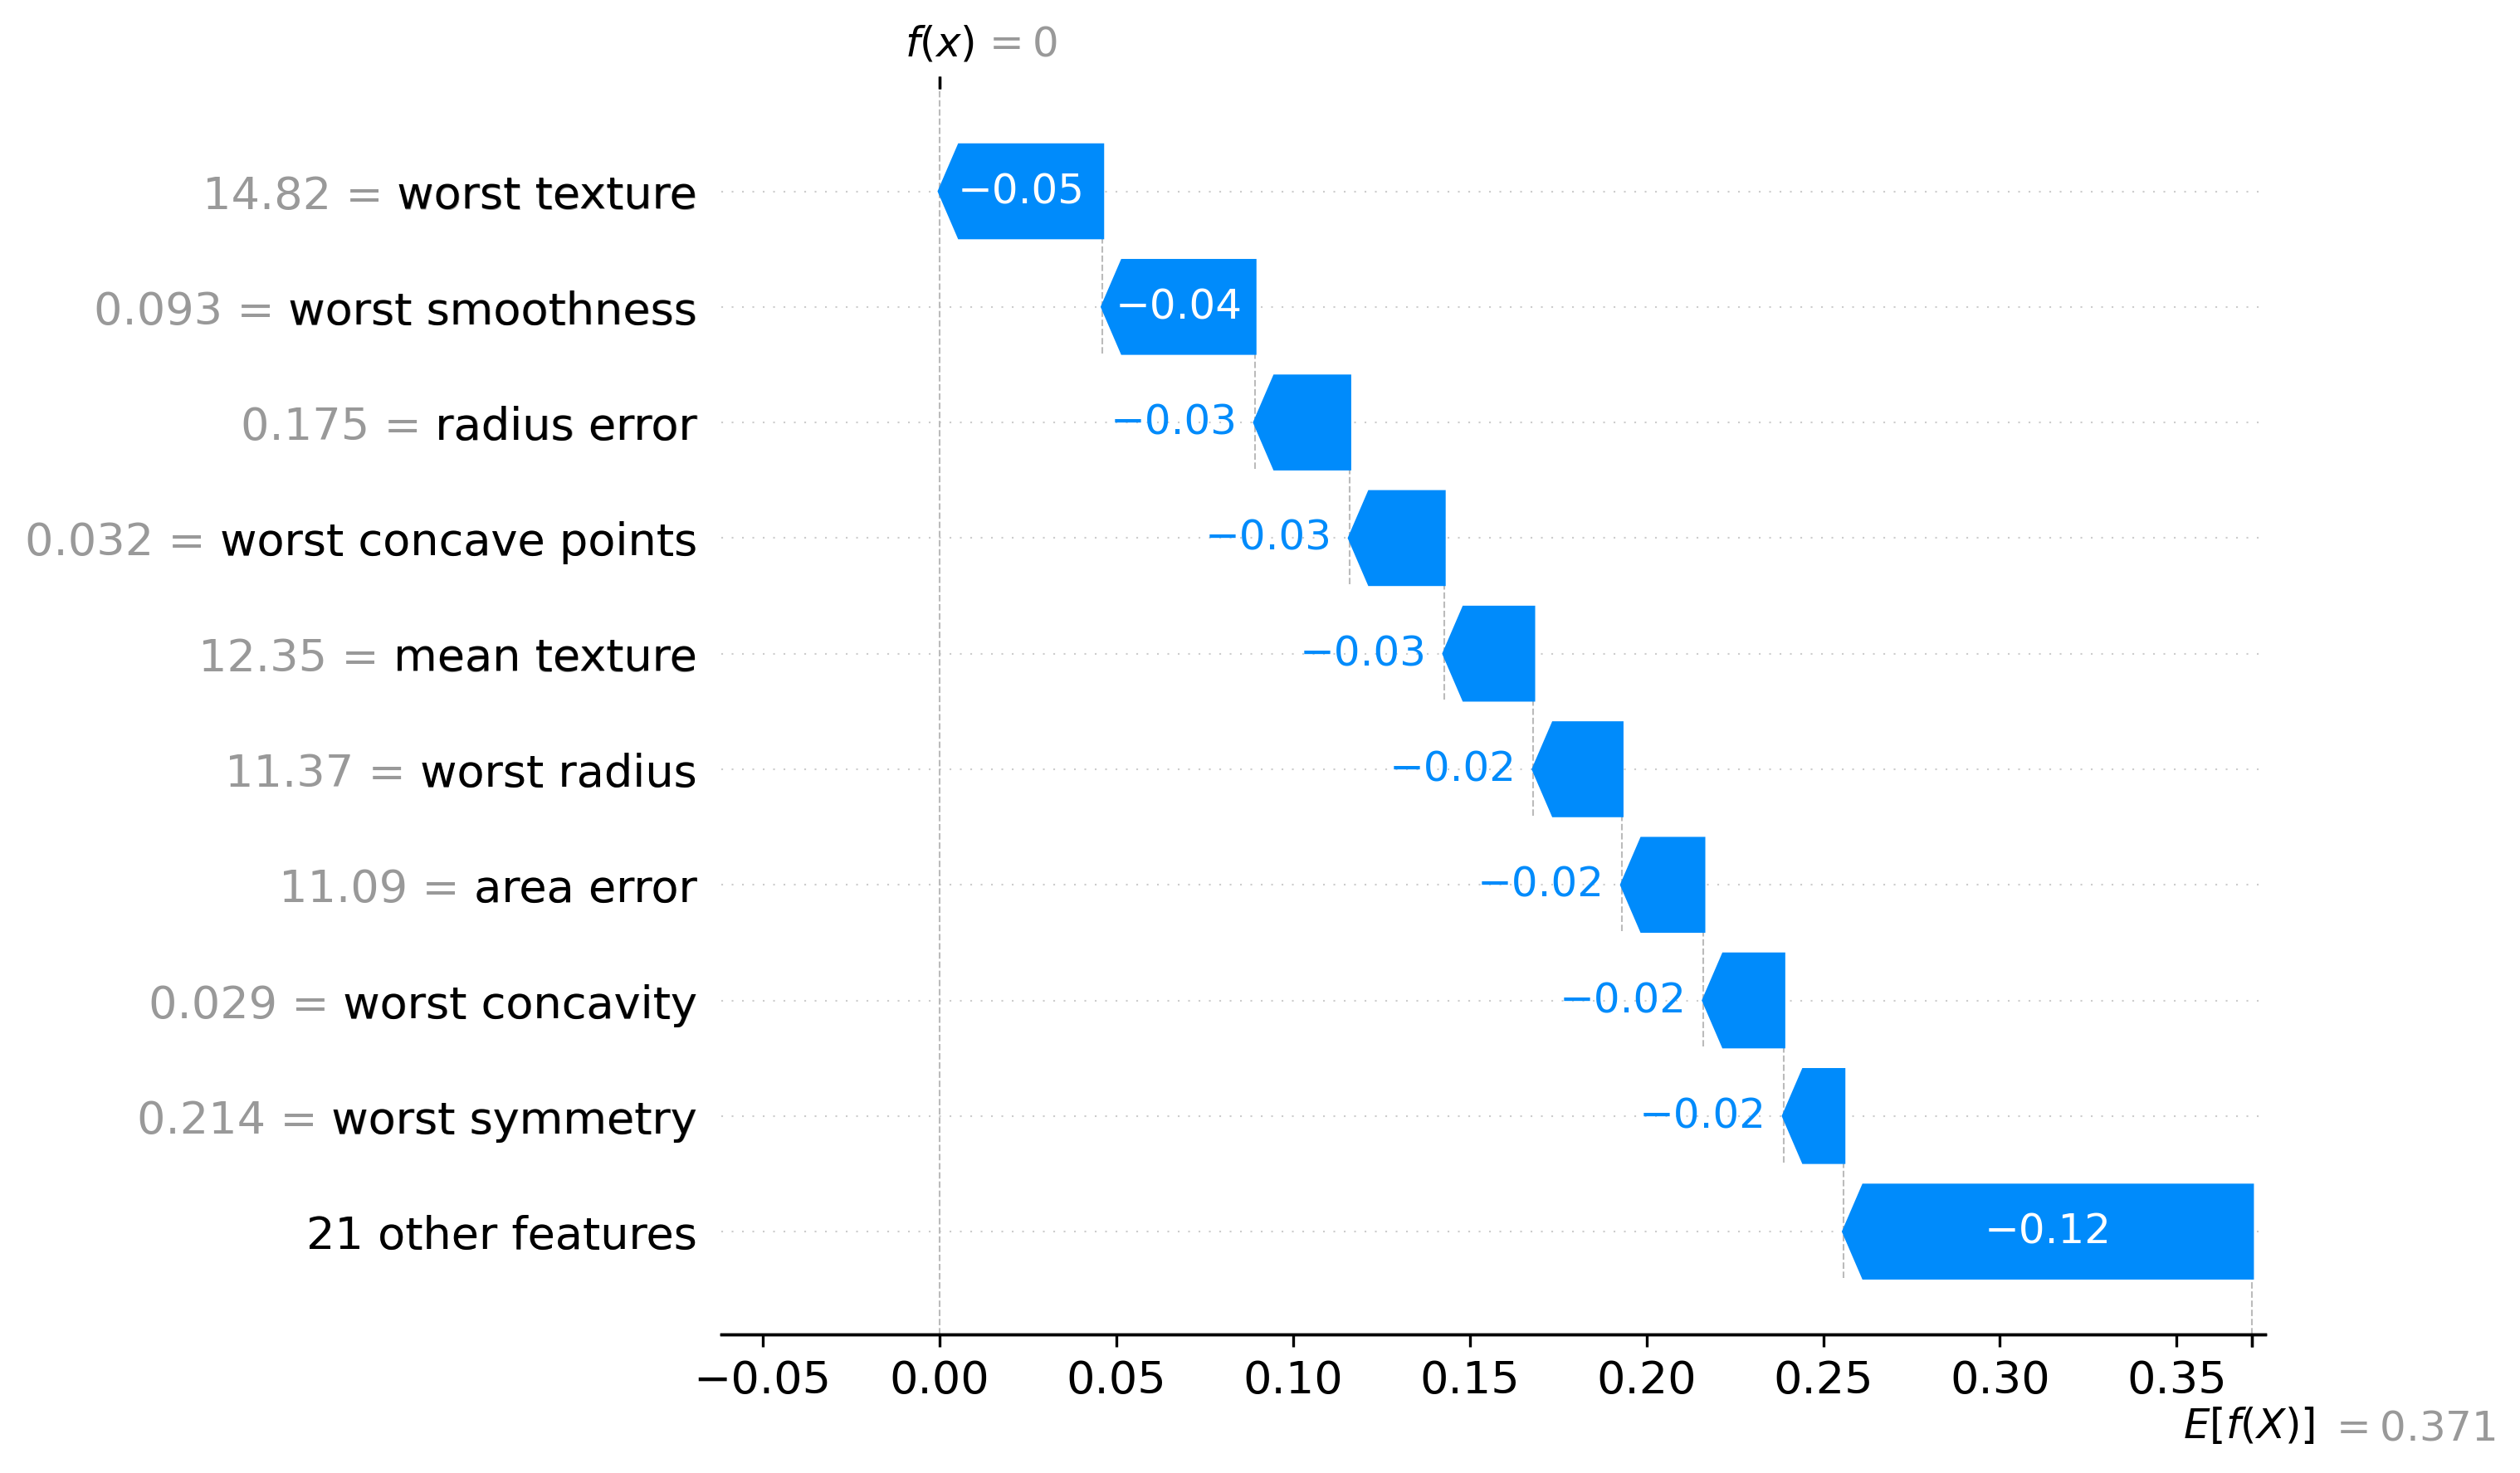 f(x) = 0
14.82 = worst texture −0.05
0.093 = worst smoothness −0.04
0.175 = radius error −0.03
0.032 = worst concave points −0.03
12.35 = mean texture −0.03
11.37 = worst radius −0.02
11.09 = area error −0.02
0.029 = worst concavity −0.02
0.214 = worst symmetry −0.02
21 other features −0.12
−0.05 0.00 0.05 0.10 0.15 0.20 0.25 0.30 0.35
E[f(X)] = 0.371